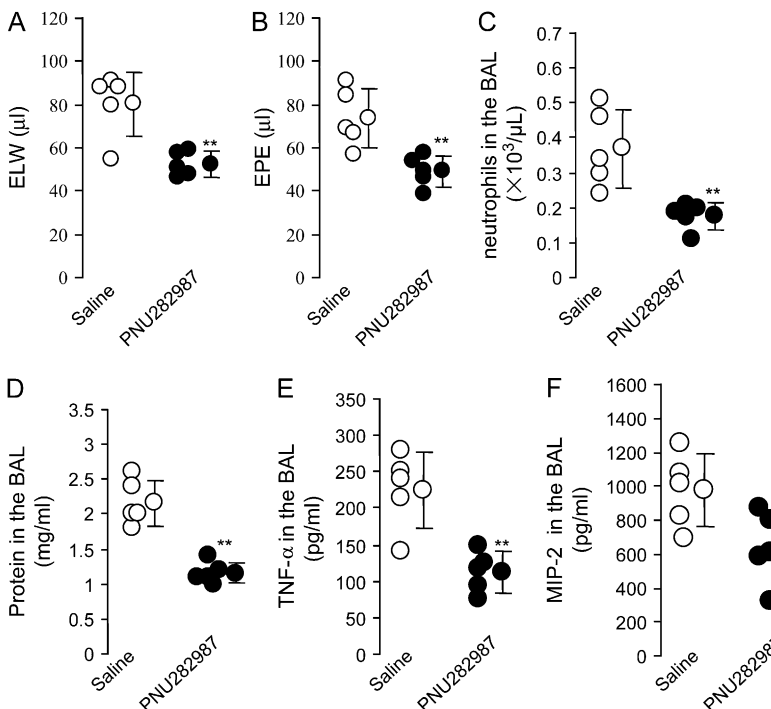 A
ELW (μl)
120
100
80
60
40
20
0
**
Saline
PNU282987
B
EPE (μl)
120
100
80
60
40
20
0
**
Saline
PNU282987
C
neutrophils in the BAL
(×10³/μL)
0.7
0.6
0.5
0.4
0.3
0.2
0.1
0
**
Saline
PNU282987
D
Protein in the BAL
(mg/ml)
3.5
3
2.5
2
1.5
1
0.5
0
**
Saline
PNU282987
E
TNF-α in the BAL
(pg/ml)
350
300
250
200
150
100
50
0
**
Saline
PNU282987
F
MIP-2 in the BAL
(pg/ml)
1600
1400
1200
1000
800
600
400
200
0
Saline
PNU282987